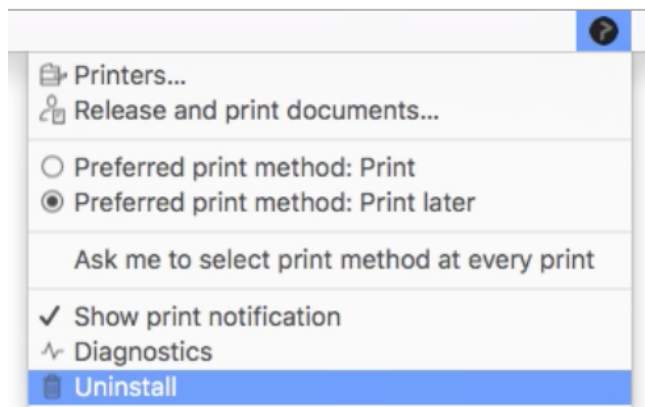 Printers...
Release and print documents...
Preferred print method: Print
Preferred print method: Print later
Ask me to select print method at every print
Show print notification
Diagnostics
Uninstall